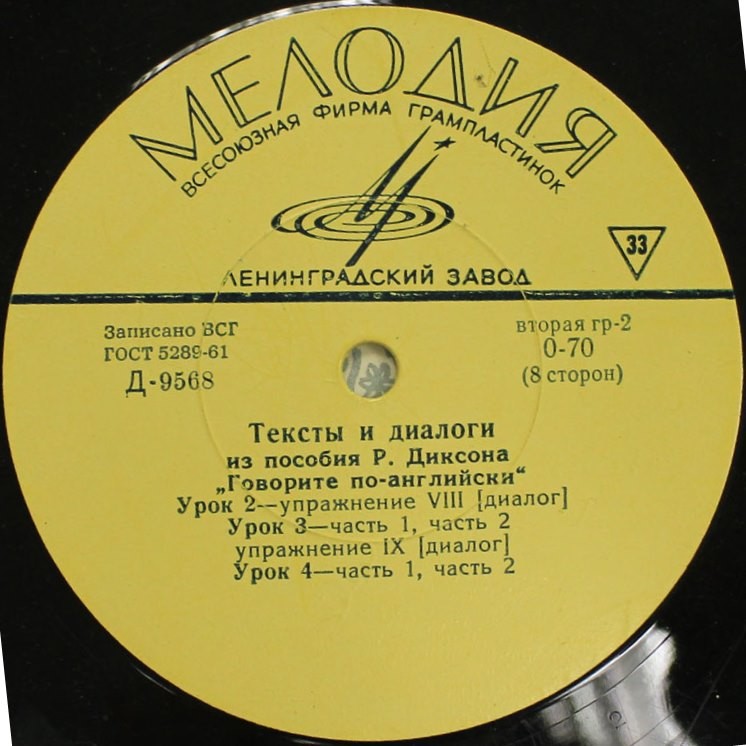 МЕЛОДИЯ
ВСЕСОЮЗНАЯ ФИРМА ГРАМПЛАСТИНОК
33
ЛЕНИНГРАДСКИЙ ЗАВОД
Записано ВСГ
ГОСТ 5289-61
Д-9568
вторая гр-2
0-70
(8 сторон)
Тексты и диалоги
из пособия Р. Диксона
„Говорите по-английски“
Урок 2—упражнение VIII [диалог]
Урок 3—часть 1, часть 2
упражнение IX [диалог]
Урок 4—часть 1, часть 2